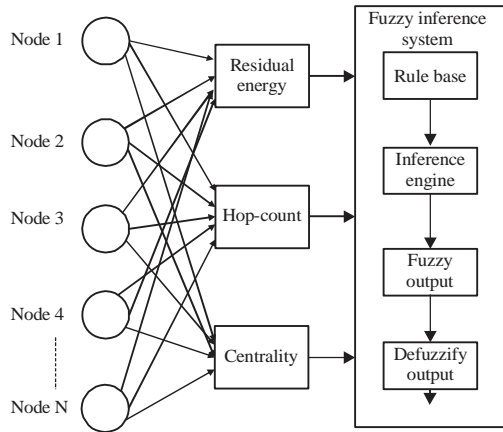 Node 1
Node 2
Node 3
Node 4
Node N
Residual
energy
Hop-count
Centrality
Fuzzy inference
system
Rule base
Inference
engine
Fuzzy
output
Defuzzify
output